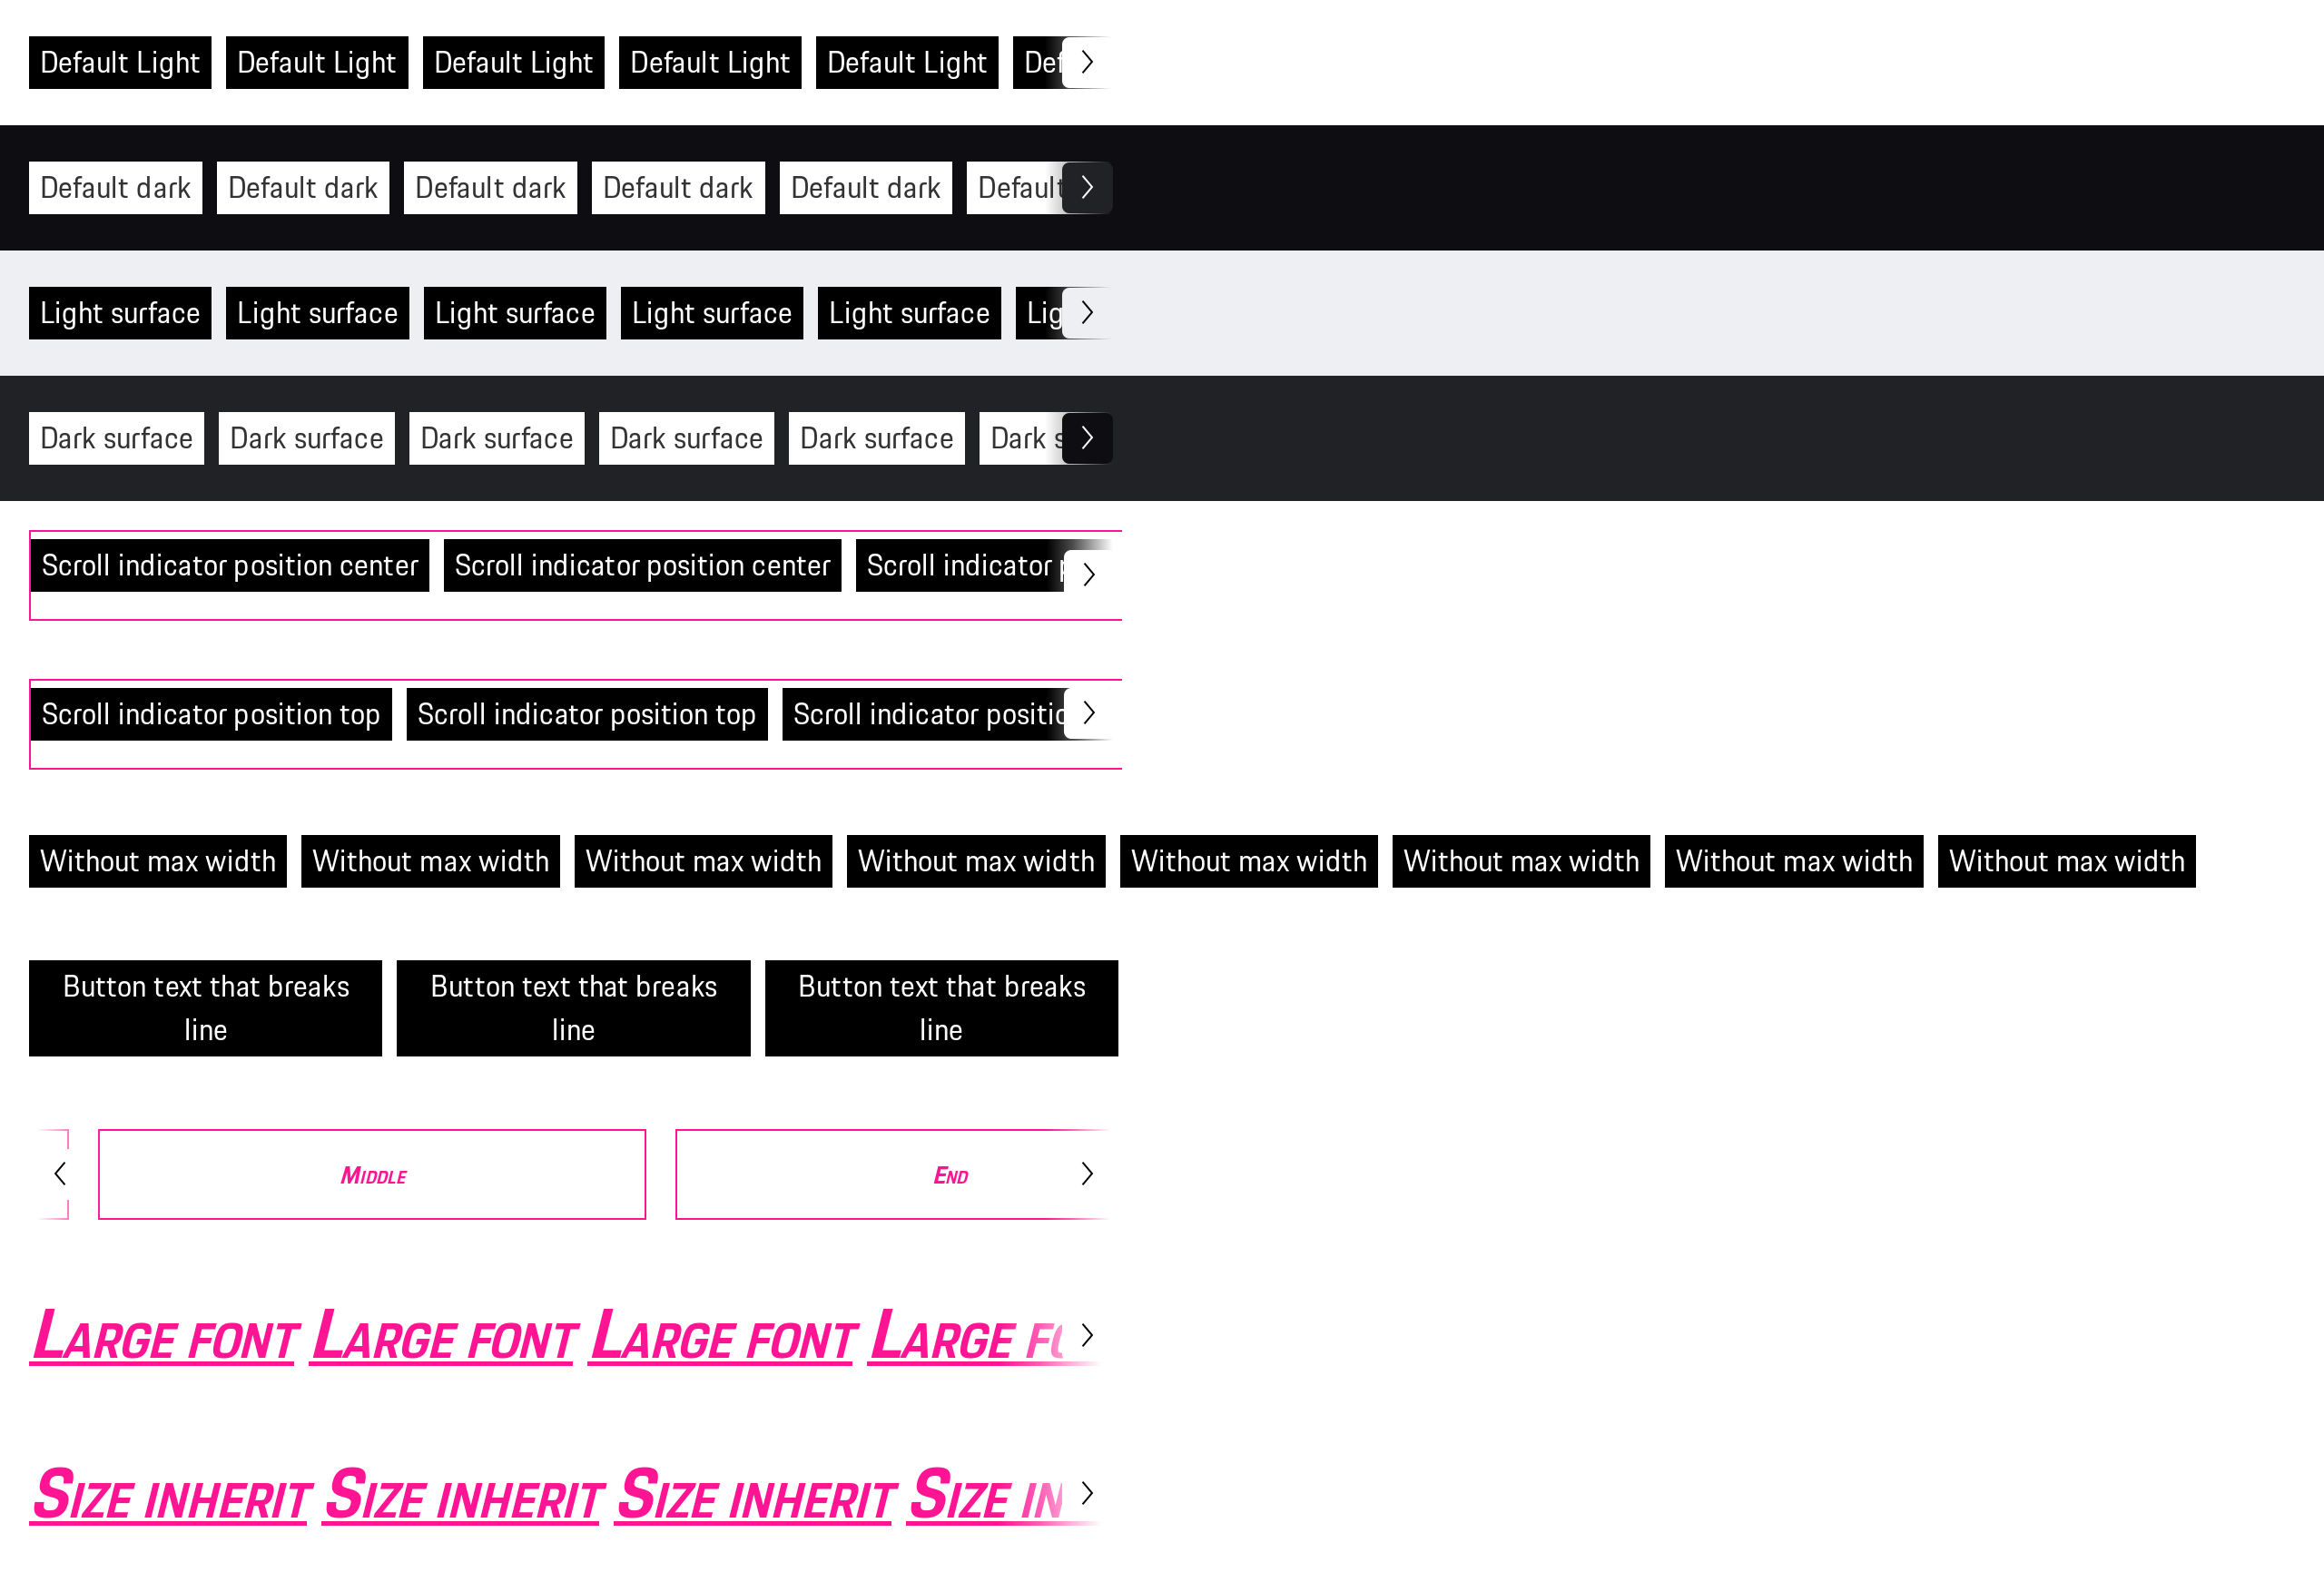 Default Light Default Light Default Light Default Light Default Light Def
Default dark Default dark Default dark Default dark Default dark Default
Light surface Light surface Light surface Light surface Light surface Lig
Dark surface Dark surface Dark surface Dark surface Dark surface Dark s
Scroll indicator position center Scroll indicator position center Scroll indicator p
Scroll indicator position top Scroll indicator position top Scroll indicator positio
Without max width Without max width Without max width Without max width Without max width Without max width Without max width Without max width
Button text that breaks line Button text that breaks line Button text that breaks line
Middle End
Large font Large font Large font Large fo
Size inherit Size inherit Size inherit Size in